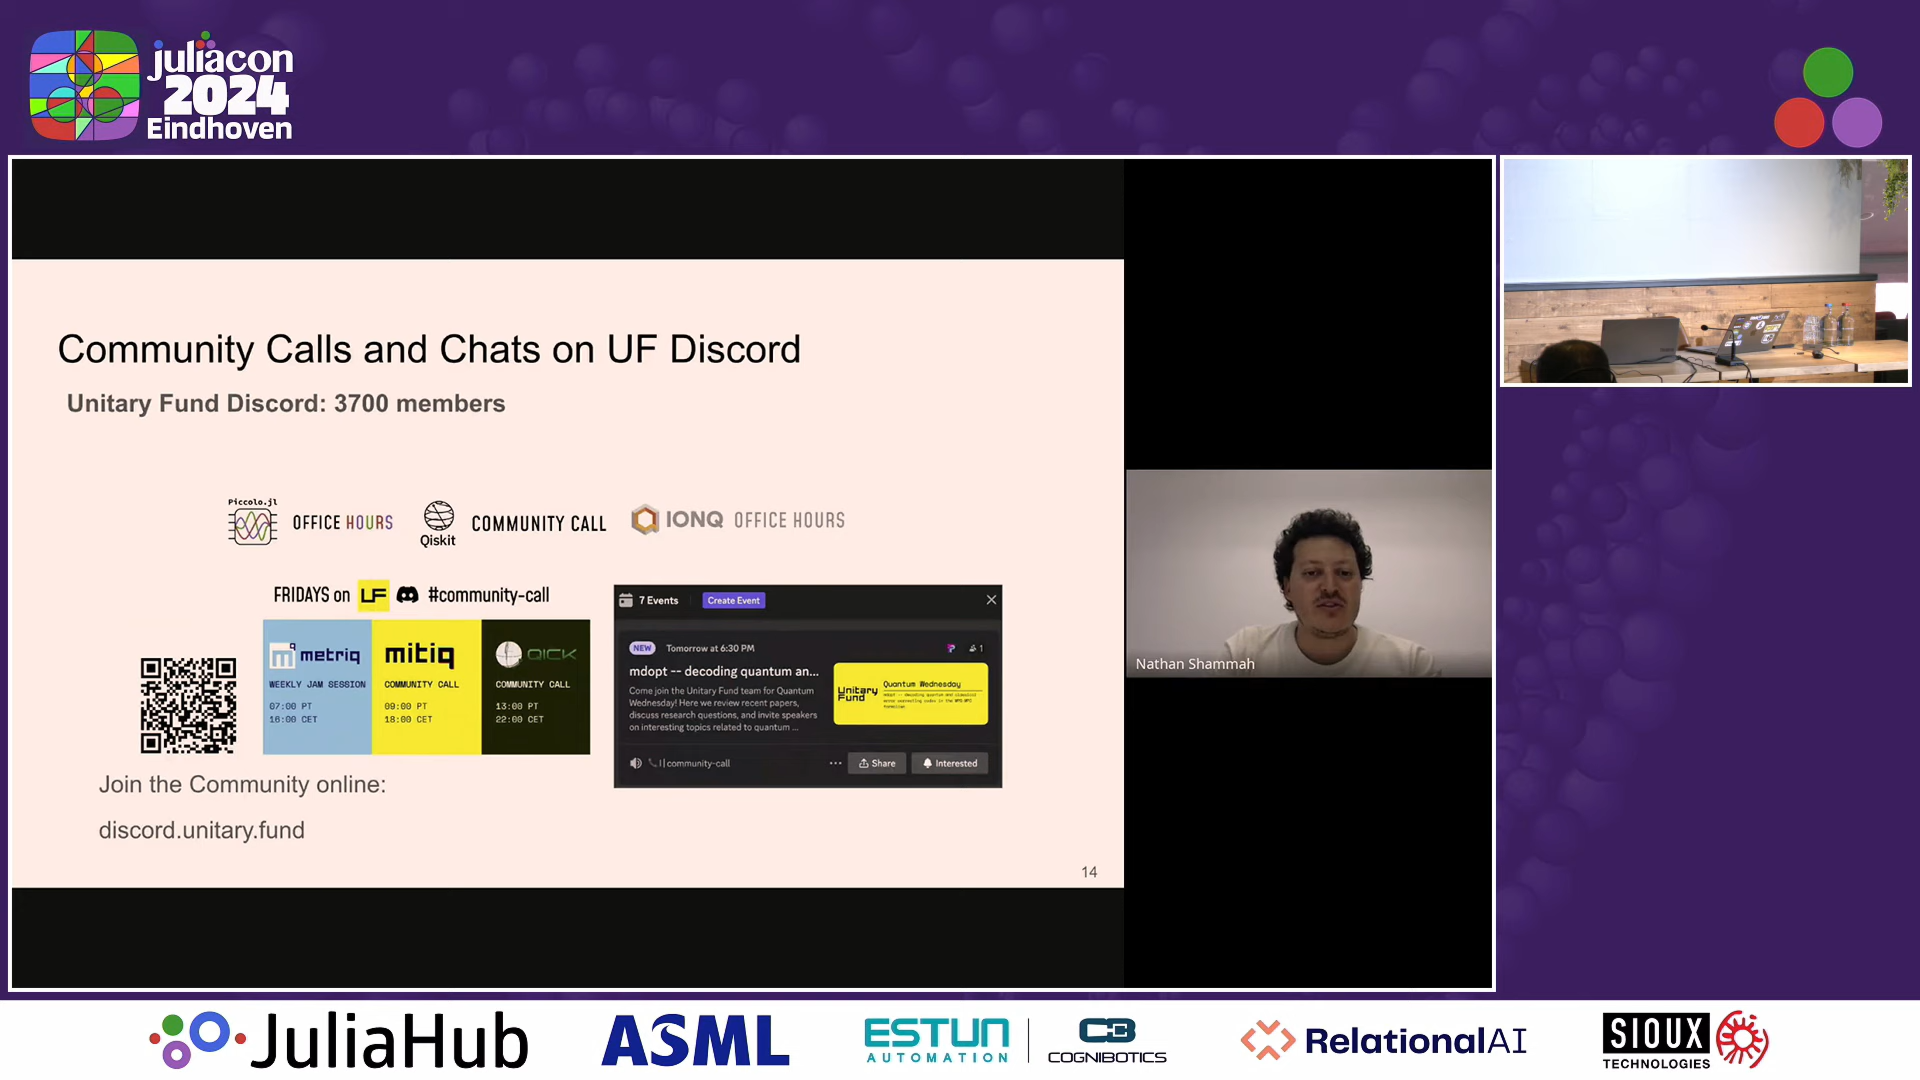 juliacon
2024
Eindhoven
Community Calls and Chats on UF Discord
Unitary Fund Discord: 3700 members
Piccolo.jl
OFFICE HOURS
Qiskit
COMMUNITY CALL
IONQ OFFICE HOURS
FRIDAYS on UF #community-call
metriq
WEEKLY JAM SESSION
07:00 PT
16:00 CET
mitiq
COMMUNITY CALL
09:00 PT
18:00 CET
QICK
COMMUNITY CALL
13:00 PT
22:00 CET
7 Events
Create Event
NEW
Tomorrow at 6:30 PM
1
mdopt -- decoding quantum an...
Come join the Unitary Fund team for Quantum
Wednesday! Here we review recent papers,
discuss research questions, and invite speakers
on interesting topics related to quantum ...
Unitary
Fund
Quantum Wednesday
community-call
Share
Interested
Join the Community online:
discord.unitary.fund
14
Nathan Shammah
JuliaHub
ASML
ESTUN
AUTOMATION
COGNIBOTICS
RelationalAI
SIOUX
TECHNOLOGIES